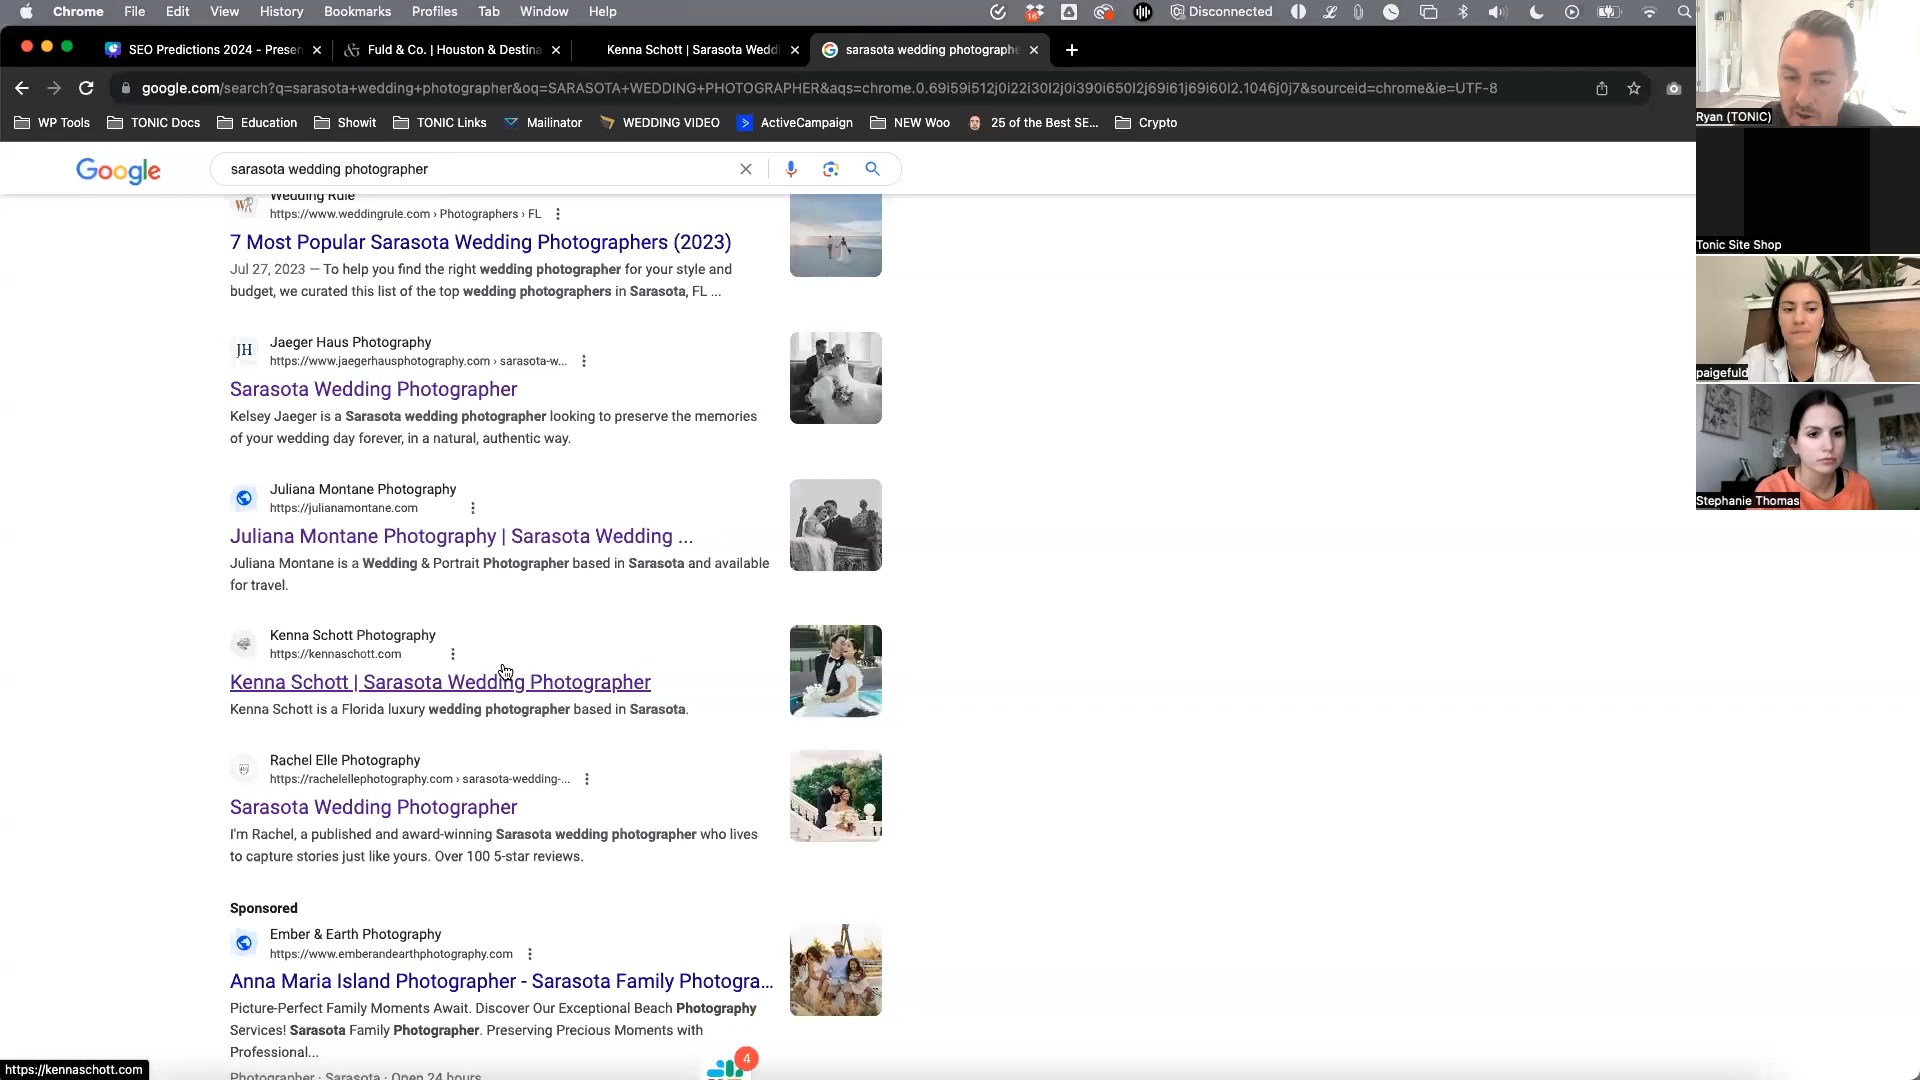 Chrome File Edit View History Bookmarks Profiles Tab Window Help
16 Disconnected
SEO Predictions 2024 - Presen
Fuld & Co. | Houston & Destina
Kenna Schott | Sarasota Wedd
sarasota wedding photographe
google.com/search?q=sarasota+wedding+photographer&oq=SARASOTA+WEDDING+PHOTOGRAPHER&aqs=chrome.0.69i59i512j0i22i30l2j0i390i650l2j69i61j69i60l2.1046j0j7&sourceid=chrome&ie=UTF-8
WP Tools TONIC Docs Education Showit TONIC Links Mailinator WEDDING VIDEO ActiveCampaign NEW Woo 25 of the Best SE... Crypto
Google
sarasota wedding photographer
WR
Wedding Rule
https://www.weddingrule.com › Photographers › FL
7 Most Popular Sarasota Wedding Photographers (2023)
Jul 27, 2023 — To help you find the right wedding photographer for your style and
budget, we curated this list of the top wedding photographers in Sarasota, FL ...
JH
Jaeger Haus Photography
https://www.jaegerhausphotography.com › sarasota-w...
Sarasota Wedding Photographer
Kelsey Jaeger is a Sarasota wedding photographer looking to preserve the memories
of your wedding day forever, in a natural, authentic way.
Juliana Montane Photography
https://julianamontane.com
Juliana Montane Photography | Sarasota Wedding ...
Juliana Montane is a Wedding & Portrait Photographer based in Sarasota and available
for travel.
Kenna Schott Photography
https://kennaschott.com
Kenna Schott | Sarasota Wedding Photographer
Kenna Schott is a Florida luxury wedding photographer based in Sarasota.
Rachel Elle Photography
https://rachelellephotography.com › sarasota-wedding-...
Sarasota Wedding Photographer
I'm Rachel, a published and award-winning Sarasota wedding photographer who lives
to capture stories just like yours. Over 100 5-star reviews.
Sponsored
Ember & Earth Photography
https://www.emberandearthphotography.com
Anna Maria Island Photographer - Sarasota Family Photogra...
Picture-Perfect Family Moments Await. Discover Our Exceptional Beach Photography
Services! Sarasota Family Photographer. Preserving Precious Moments with
Professional...
Photographer · Sarasota · Open 24 hours
4
https://kennaschott.com
Ryan (TONIC)
Tonic Site Shop
paigefuld
Stephanie Thomas